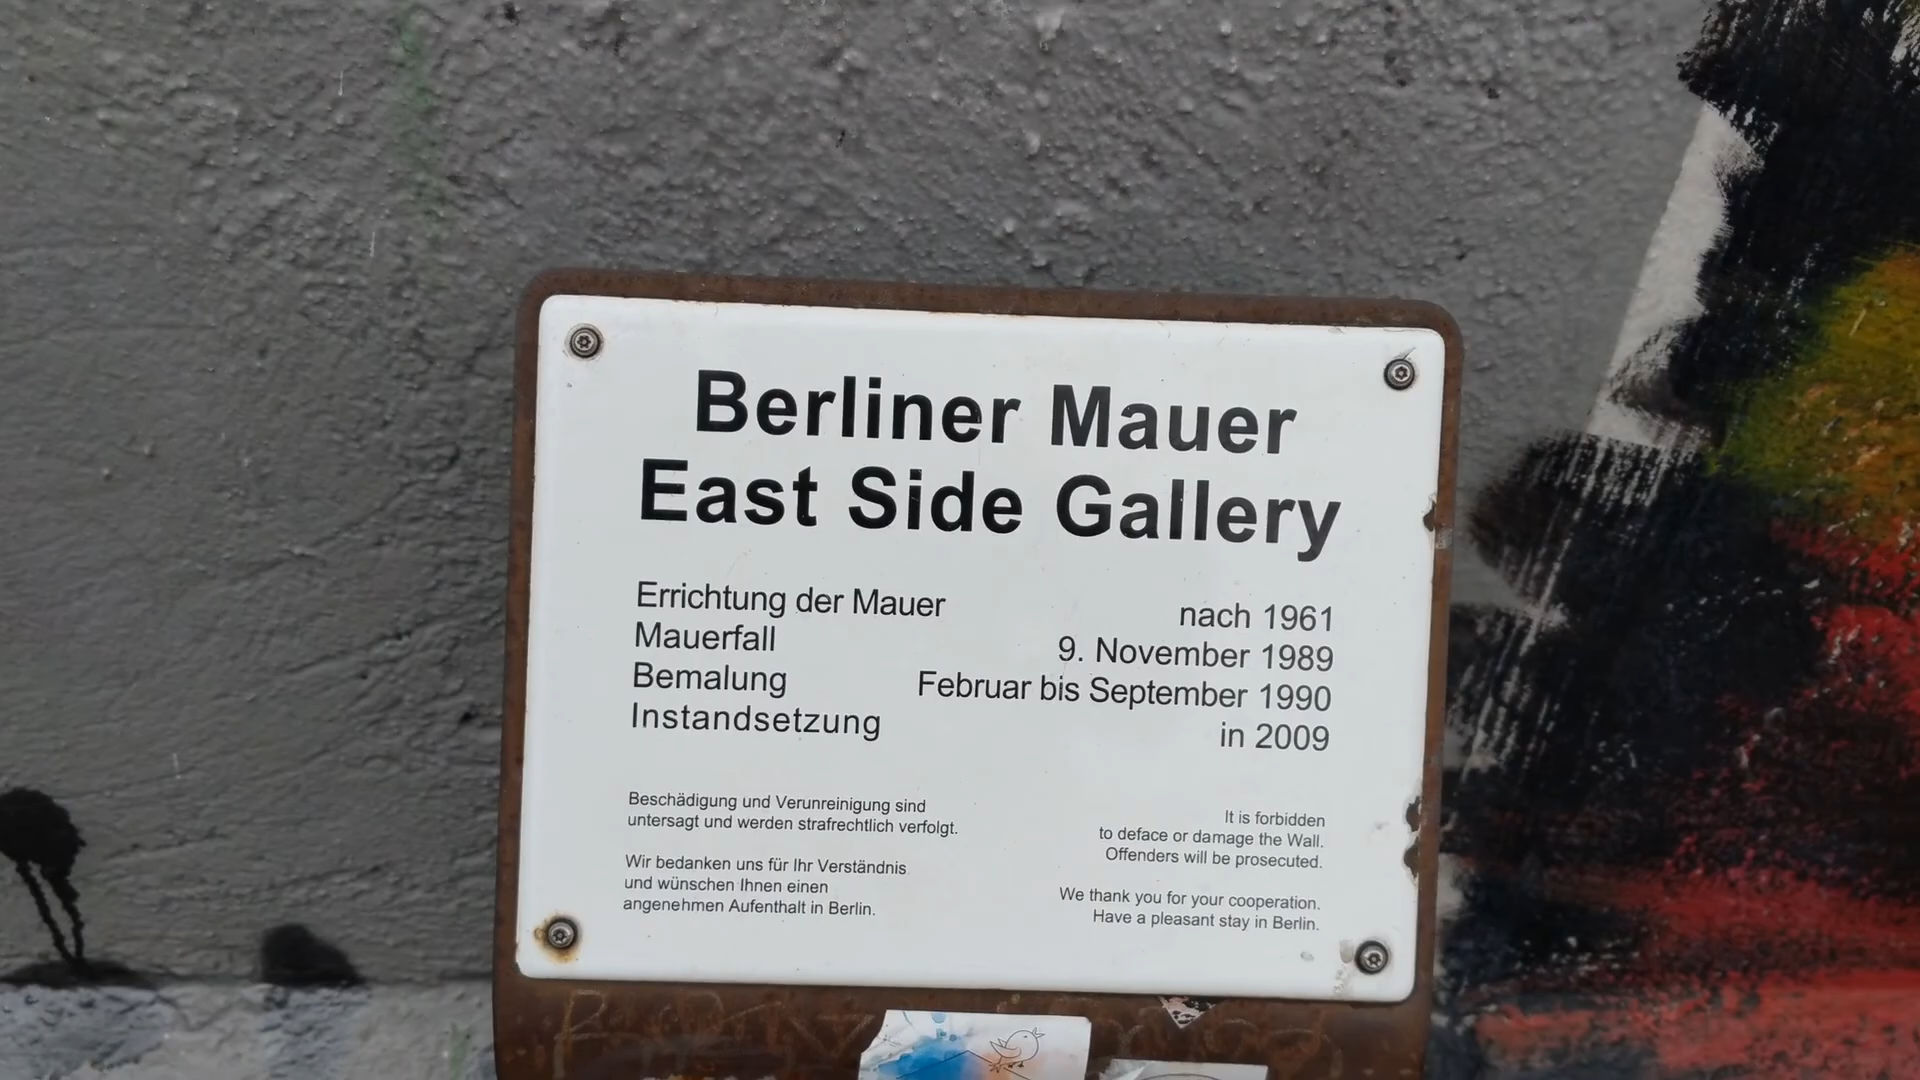 Berliner Mauer
East Side Gallery
Errichtung der Mauer nach 1961
Mauerfall 9. November 1989
Bemalung Februar bis September 1990
Instandsetzung in 2009
Beschädigung und Verunreinigung sind
untersagt und werden strafrechtlich verfolgt.
Wir bedanken uns für Ihr Verständnis
und wünschen Ihnen einen
angenehmen Aufenthalt in Berlin.
It is forbidden
to deface or damage the Wall.
Offenders will be prosecuted.
We thank you for your cooperation.
Have a pleasant stay in Berlin.